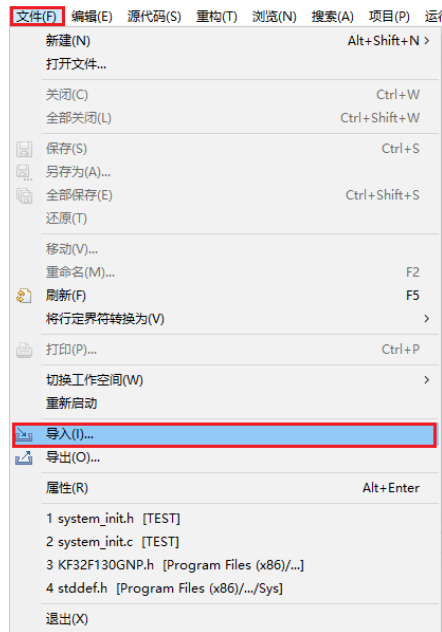 文件(F) 编辑(E) 源代码(S) 重构(T) 浏览(N) 搜索(A) 项目(P)
新建(N) Alt+Shift+N >
打开文件...
关闭(C) Ctrl+W
全部关闭(L) Ctrl+Shift+W
保存(S) Ctrl+S
另存为(A)...
全部保存(E) Ctrl+Shift+S
还原(T)
移动(V)...
重命名(M)... F2
刷新(F) F5
将行定界符转换为(V) >
打印(P)... Ctrl+P
切换工作空间(W) >
重新启动
导入(I)...
导出(O)...
属性(R) Alt+Enter
1 system_init.h [TEST]
2 system_init.c [TEST]
3 KF32F130GNP.h [Program Files (x86)/...]
4 stddef.h [Program Files (x86)/.../Sys]
退出(X)